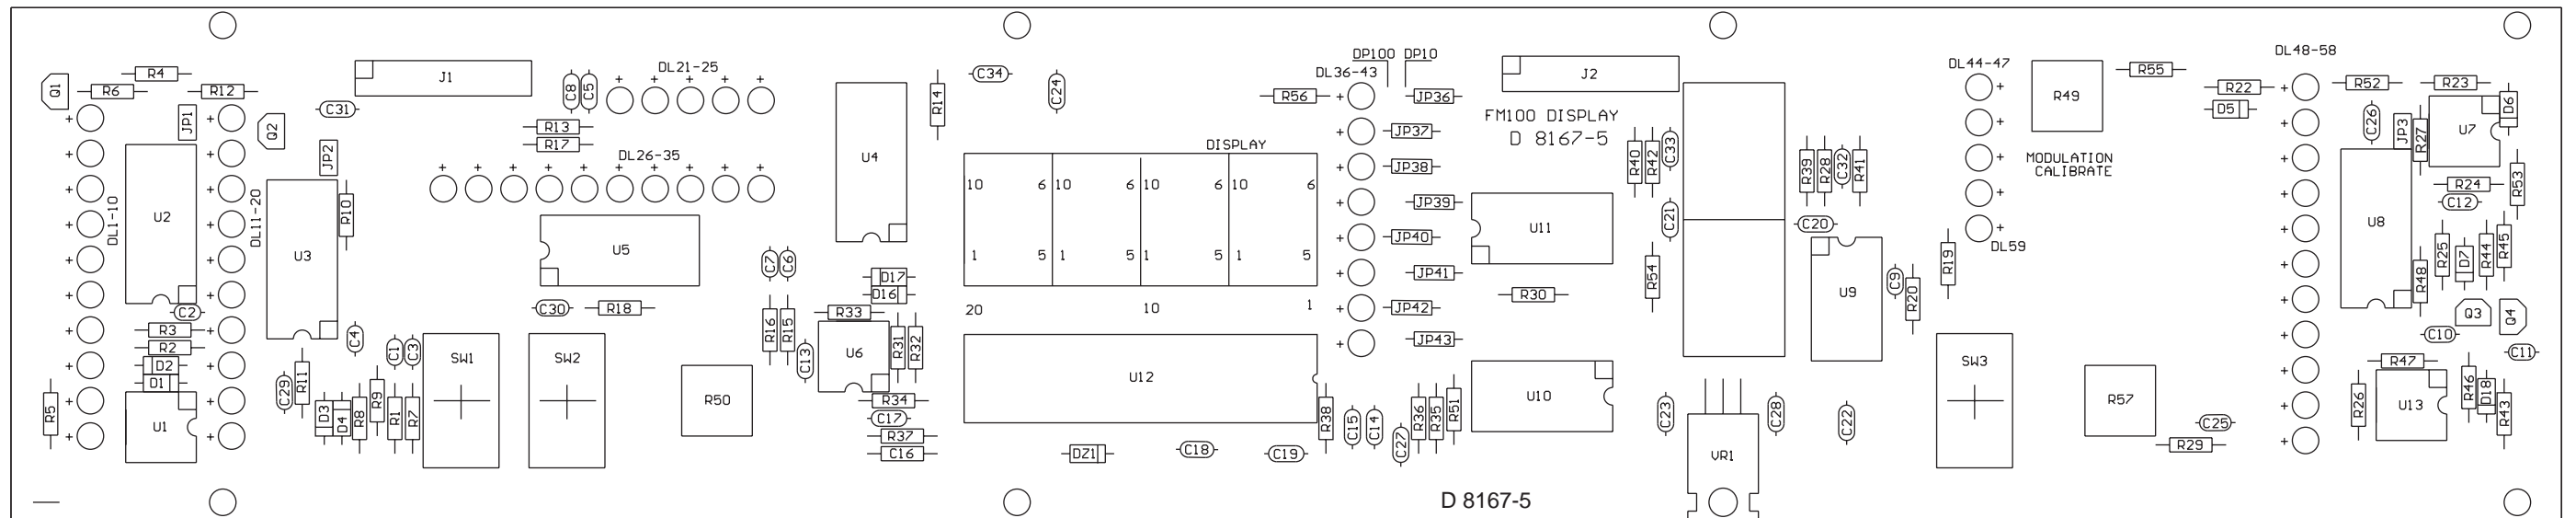 DP100 DP10
DL48-58
DL21-25
DL36-43
DL44-47
R4
J1
C34
J2
R55
Q1
R6
R12
C8
C5
R14
C24
R56
JP36
R49
R22
R52
R23
C31
JP1
FM100 DISPLAY
D5
D6
Q2
R13
JP37
D 8167-5
C26
JP3
R27
U7
R17
DISPLAY
JP2
DL26-35
U4
JP38
R40
R42
C33
R39
R28
C32
R41
MODULATION
CALIBRATE
R24
R53
10 6 10 6 10 6 10 6
JP39
C12
DL1-10
U2
DL11-20
R10
C21
C20
U8
U5
JP40
U11
DL59
U3
1 5 1 5 1 5 1 5
R25
D7
R44
R45
C7
C6
R19
D17
JP41
R54
C9
R48
D16
R30
U9
R20
C2
C30
R18
20 10 1
JP42
R33
Q3
Q4
R3
R16
R15
C4
R31
R32
JP43
C10
R2
C1
C3
SW1
SW2
C13
U6
SW3
C11
D2
R47
D1
U12
R11
C29
R5
U1
D3
D4
R8
R9
R1
R7
R50
R34
U10
R57
R46
D18
R43
R26
U13
C17
R38
C15
C14
R36
R35
R51
C23
C28
C22
C25
R37
C27
R29
C16
DZ1
C18
C19
VR1
D 8167-5